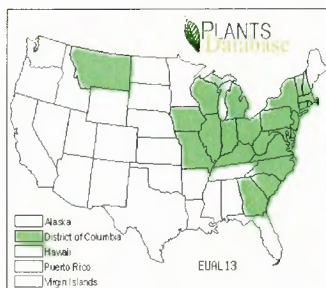 PLANTS
Database
Alaska
District of Columbia
Hawaii
Puerto Rico
Virgin Islands
EUAL13